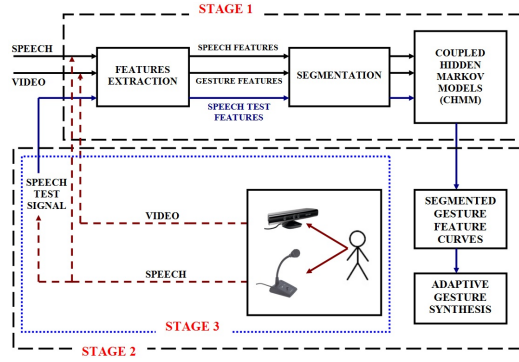 STAGE 1
SPEECH
VIDEO
FEATURES
EXTRACTION
SPEECH FEATURES
GESTURE FEATURES
SPEECH TEST
FEATURES
SEGMENTATION
COUPLED
HIDDEN
MARKOV
MODELS
(CHMM)
SPEECH
TEST
SIGNAL
VIDEO
SPEECH
SEGMENTED
GESTURE
FEATURE
CURVES
ADAPTIVE
GESTURE
SYNTHESIS
STAGE 3
STAGE 2